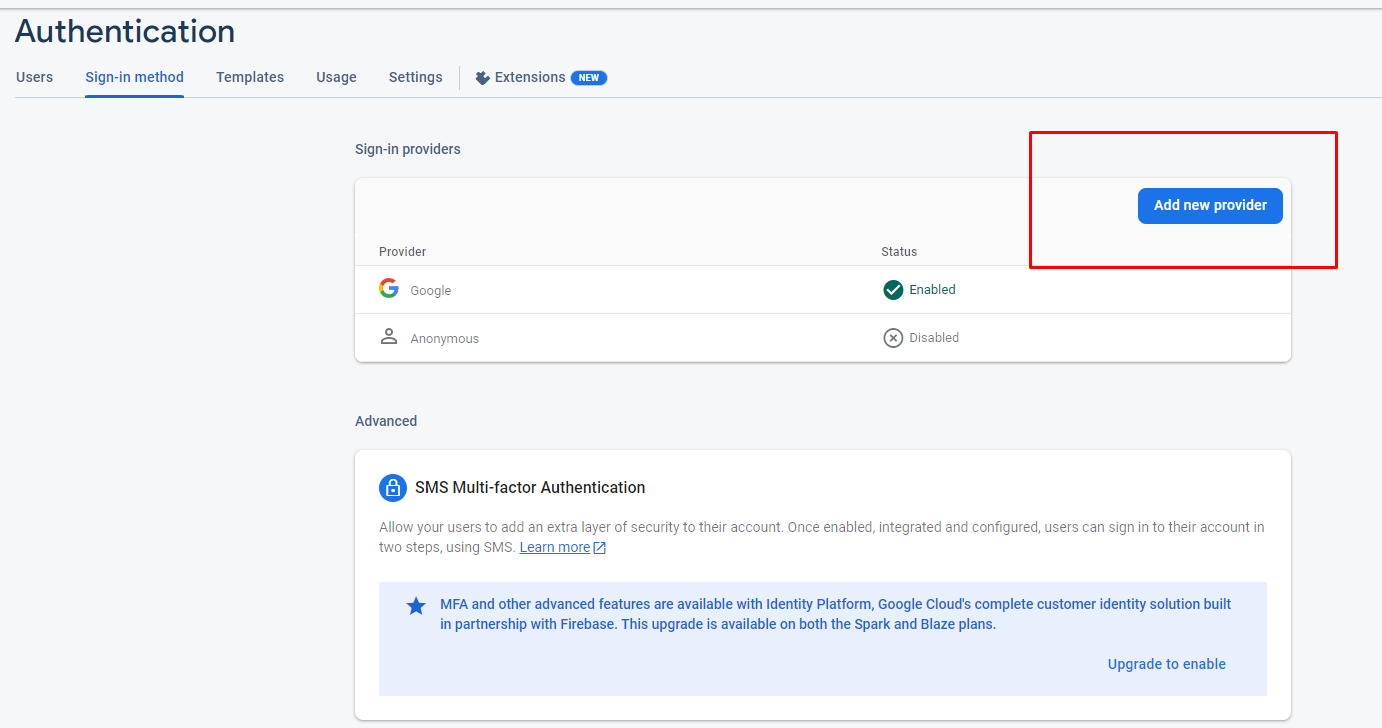 Authentication
Users Sign-in method Templates Usage Settings Extensions NEW
Sign-in providers
Add new provider
Provider Status
Google Enabled
Anonymous Disabled
Advanced
SMS Multi-factor Authentication
Allow your users to add an extra layer of security to their account. Once enabled, integrated and configured, users can sign in to their account in
two steps, using SMS. Learn more
MFA and other advanced features are available with Identity Platform, Google Cloud's complete customer identity solution built
in partnership with Firebase. This upgrade is available on both the Spark and Blaze plans.
Upgrade to enable